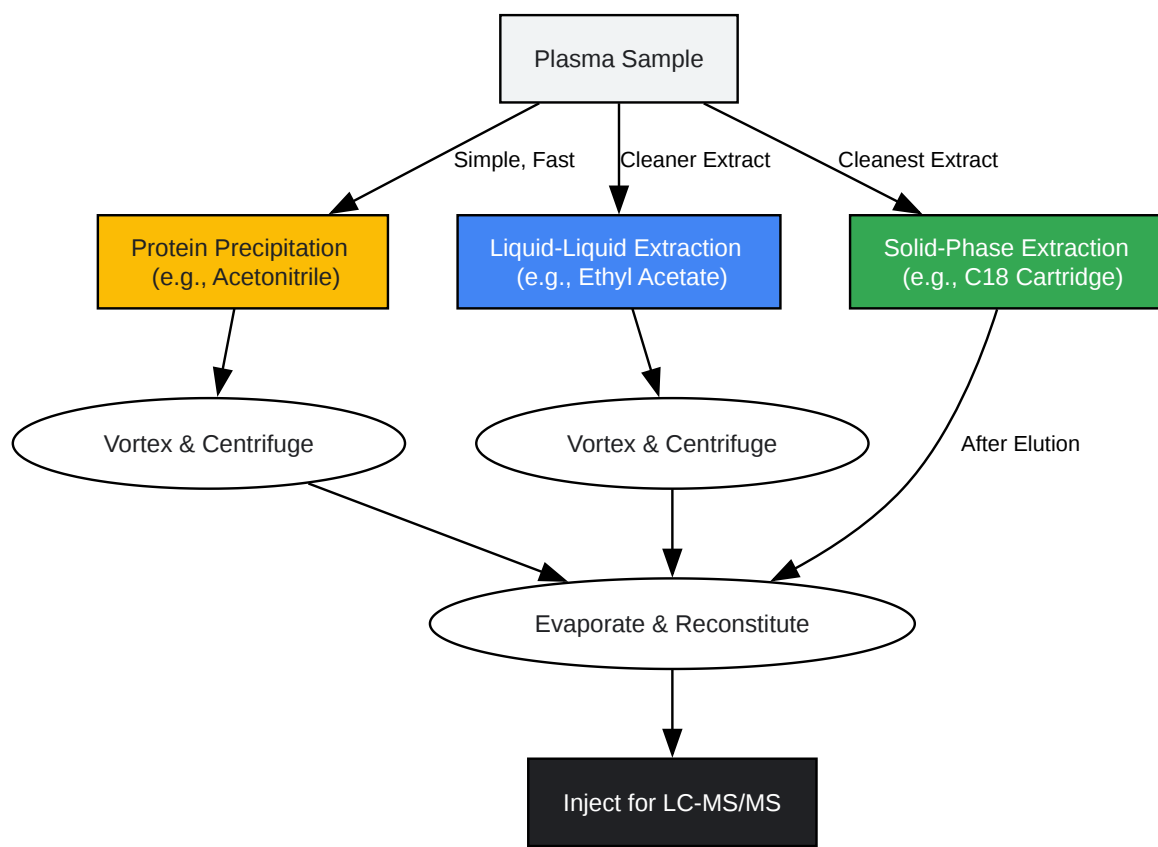 Plasma Sample
Simple, Fast
Cleaner Extract
Cleanest Extract
Protein Precipitation
(e.g., Acetonitrile)
Liquid-Liquid Extraction
(e.g., Ethyl Acetate)
Solid-Phase Extraction
(e.g., C18 Cartridge)
Vortex & Centrifuge
Vortex & Centrifuge
After Elution
Evaporate & Reconstitute
Inject for LC-MS/MS